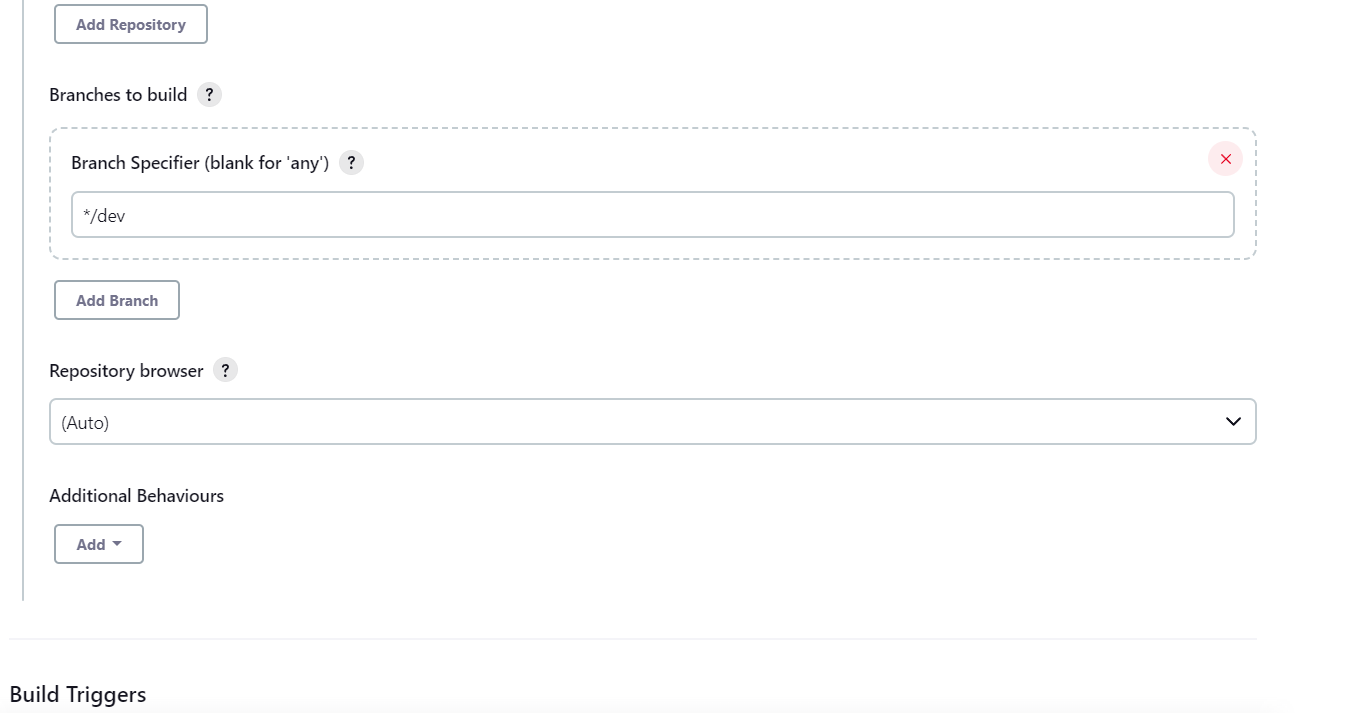 Add Repository
Branches to build ?
Branch Specifier (blank for 'any') ?
*/dev
Add Branch
Repository browser ?
(Auto)
Additional Behaviours
Add
Build Triggers